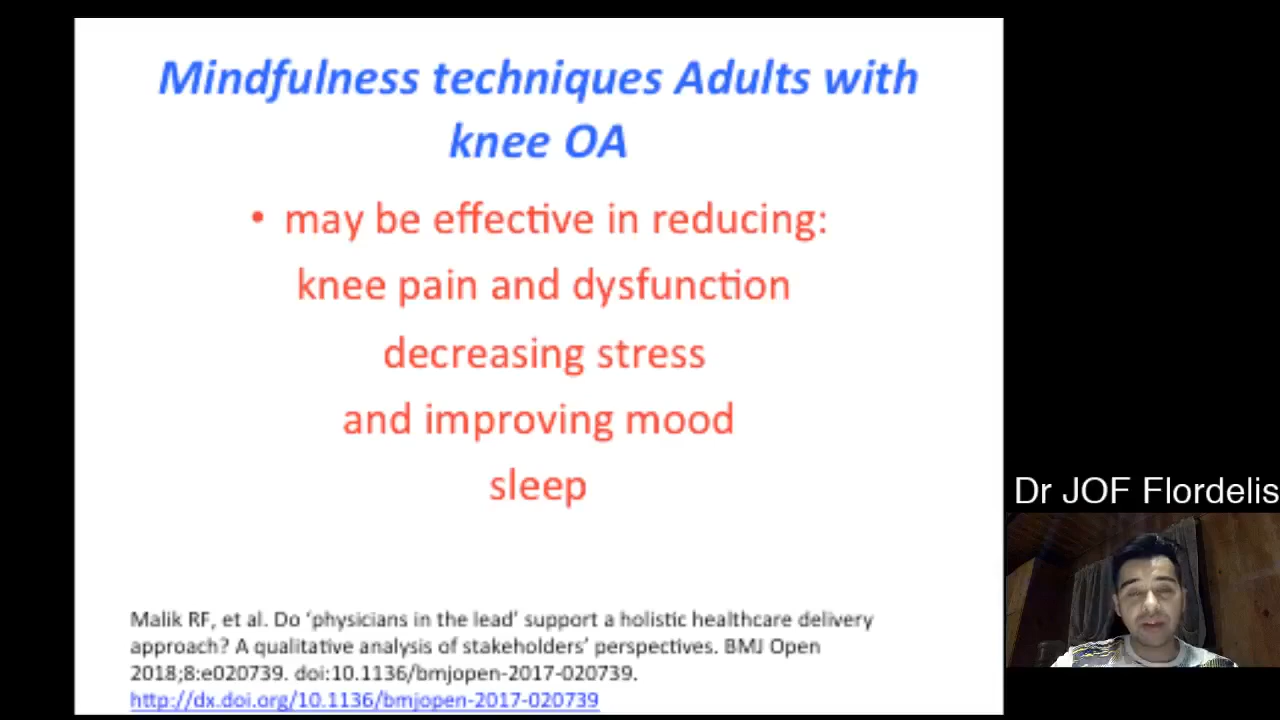 Mindfulness techniques Adults with
knee OA
• may be effective in reducing:
knee pain and dysfunction
decreasing stress
and improving mood
sleep
Malik RF, et al. Do ‘physicians in the lead’ support a holistic healthcare delivery
approach? A qualitative analysis of stakeholders’ perspectives. BMJ Open
2018;8:e020739. doi:10.1136/bmjopen-2017-020739.
http://dx.doi.org/10.1136/bmjopen-2017-020739
Dr JOF Flordelis